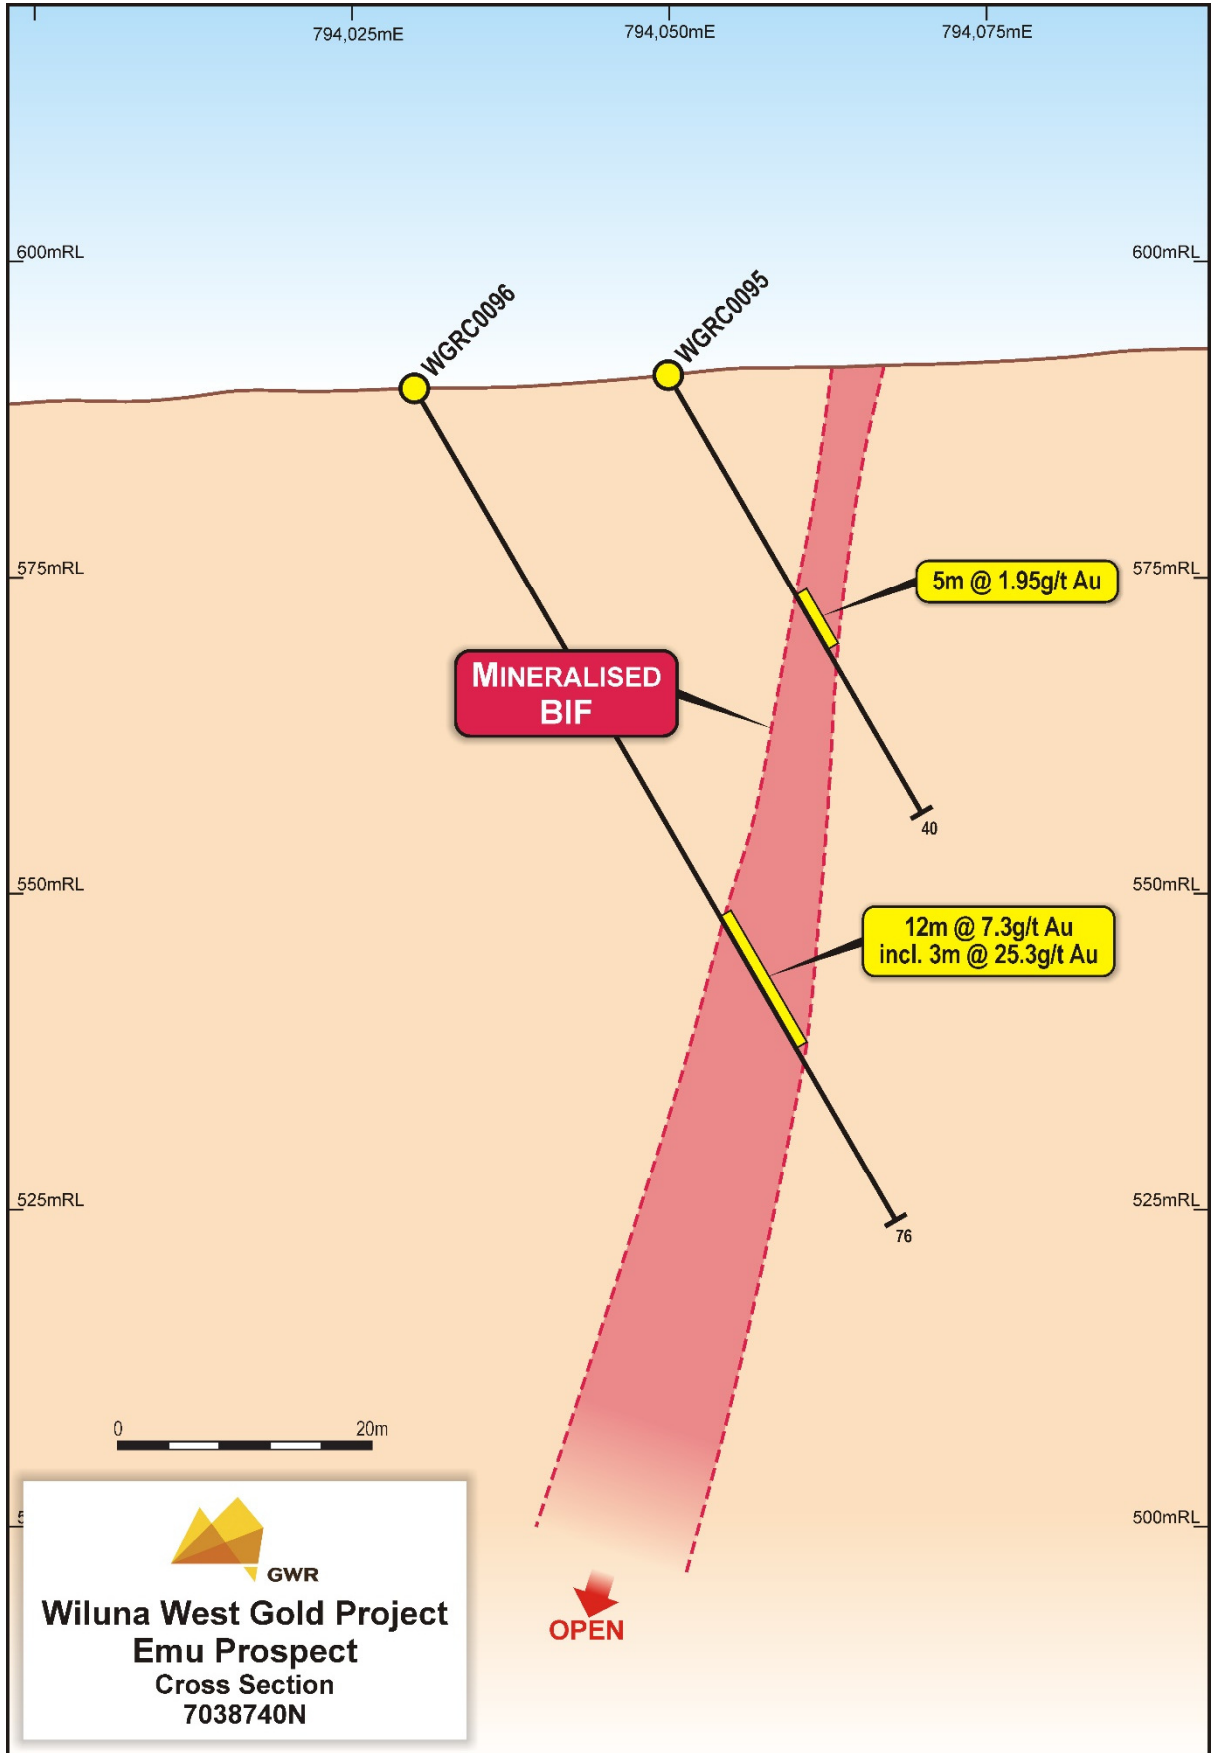 794,025mE
794,050mE
794,075mE
600mRL
600mRL
WGRC0096
WGRC0095
575mRL
575mRL
5m @ 1.95g/t Au
MINERALISED
BIF
40
550mRL
550mRL
12m @ 7.3g/t Au
incl. 3m @ 25.3g/t Au
525mRL
525mRL
76
0
20m
500mRL
GWR
Wiluna West Gold Project
Emu Prospect
Cross Section
7038740N
OPEN